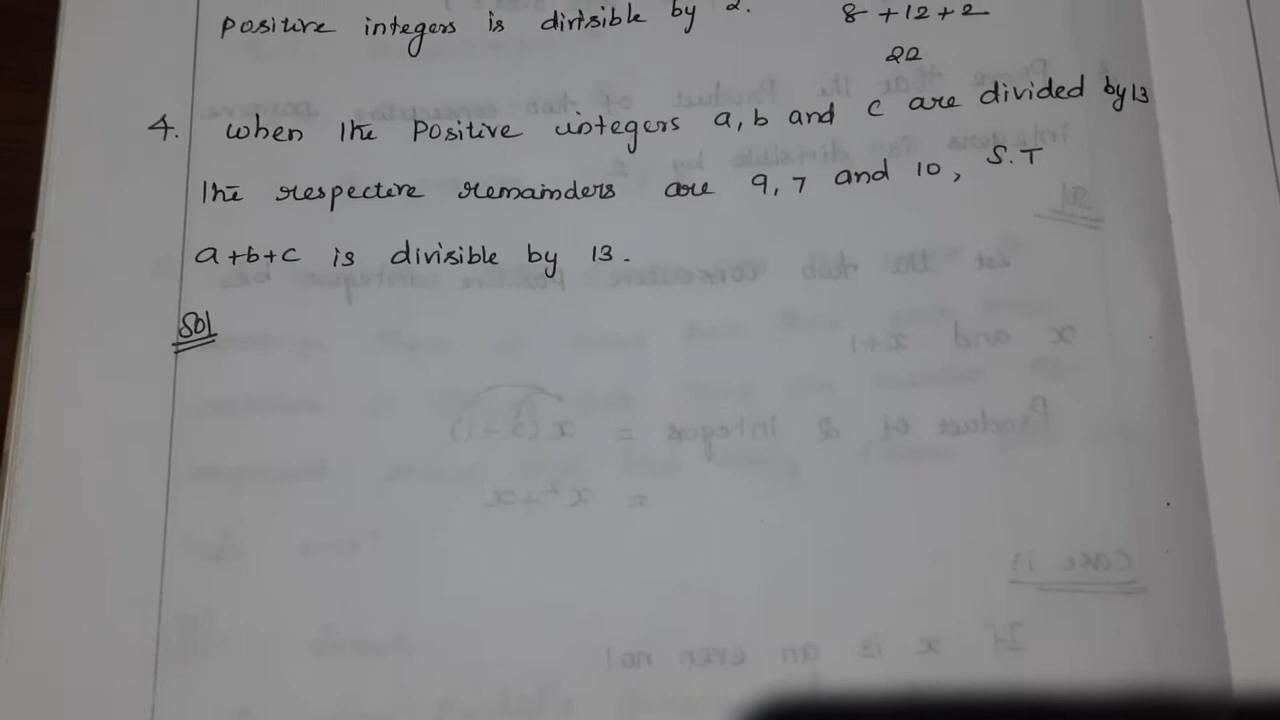 positive integers is divisible by 2.
8 + 12 + 2
22
4. When the Positive integers a, b and c are divided by 13
the respective remainders are 9, 7 and 10, S.T
a+b+c is divisible by 13.
Sol